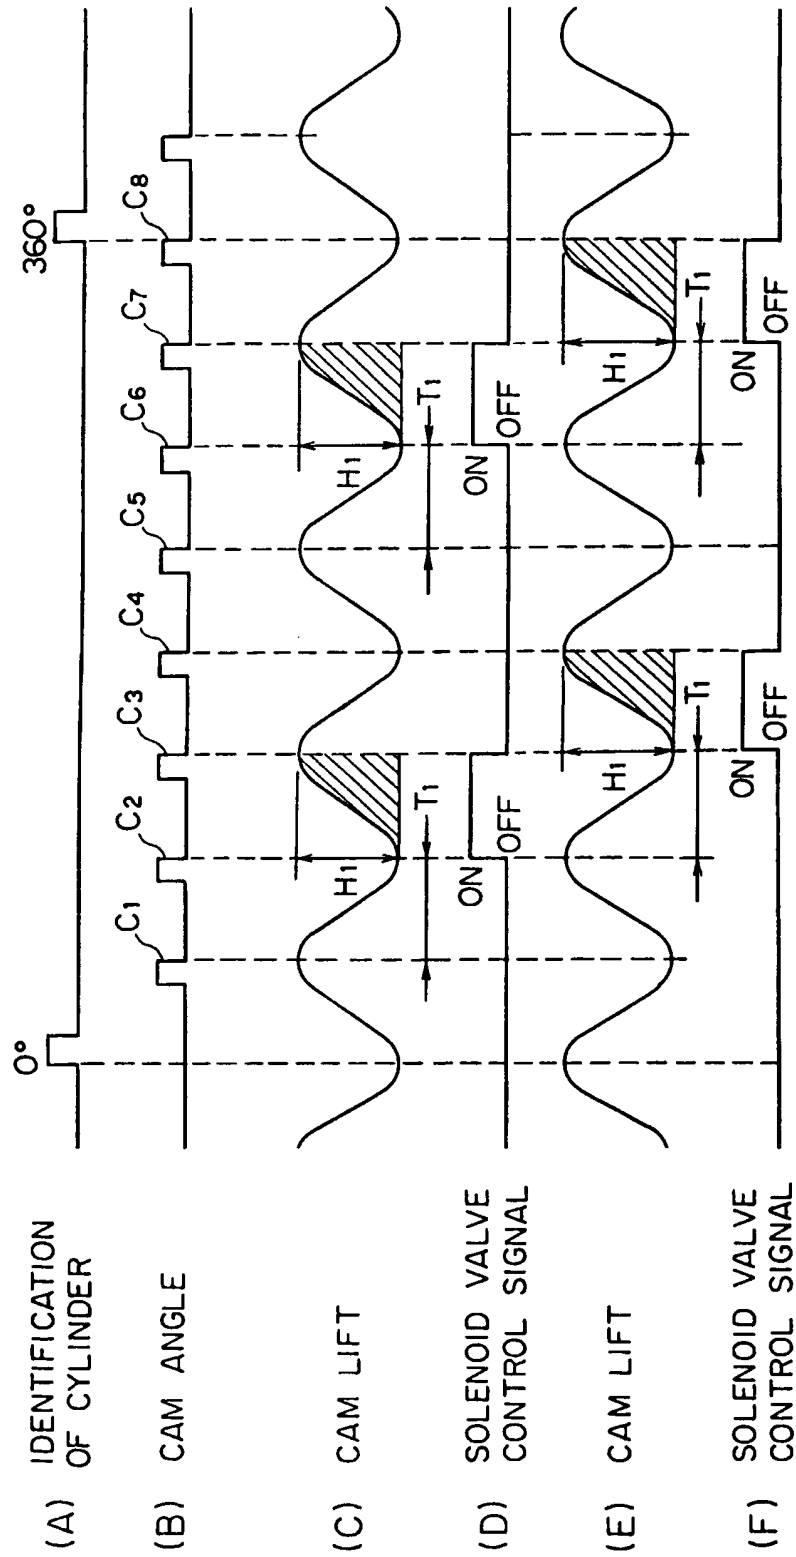 (A) IDENTIFICATION
OF CYLINDER
0°
360°
(B) CAM ANGLE
C1
C2
C3
C4
C5
C6
C7
C8
(C) CAM LIFT
H1
T1
H1
T1
(D) SOLENOID VALVE
CONTROL SIGNAL
ON
OFF
ON
OFF
(E) CAM LIFT
H1
T1
H1
T1
(F) SOLENOID VALVE
CONTROL SIGNAL
ON
OFF
ON
OFF